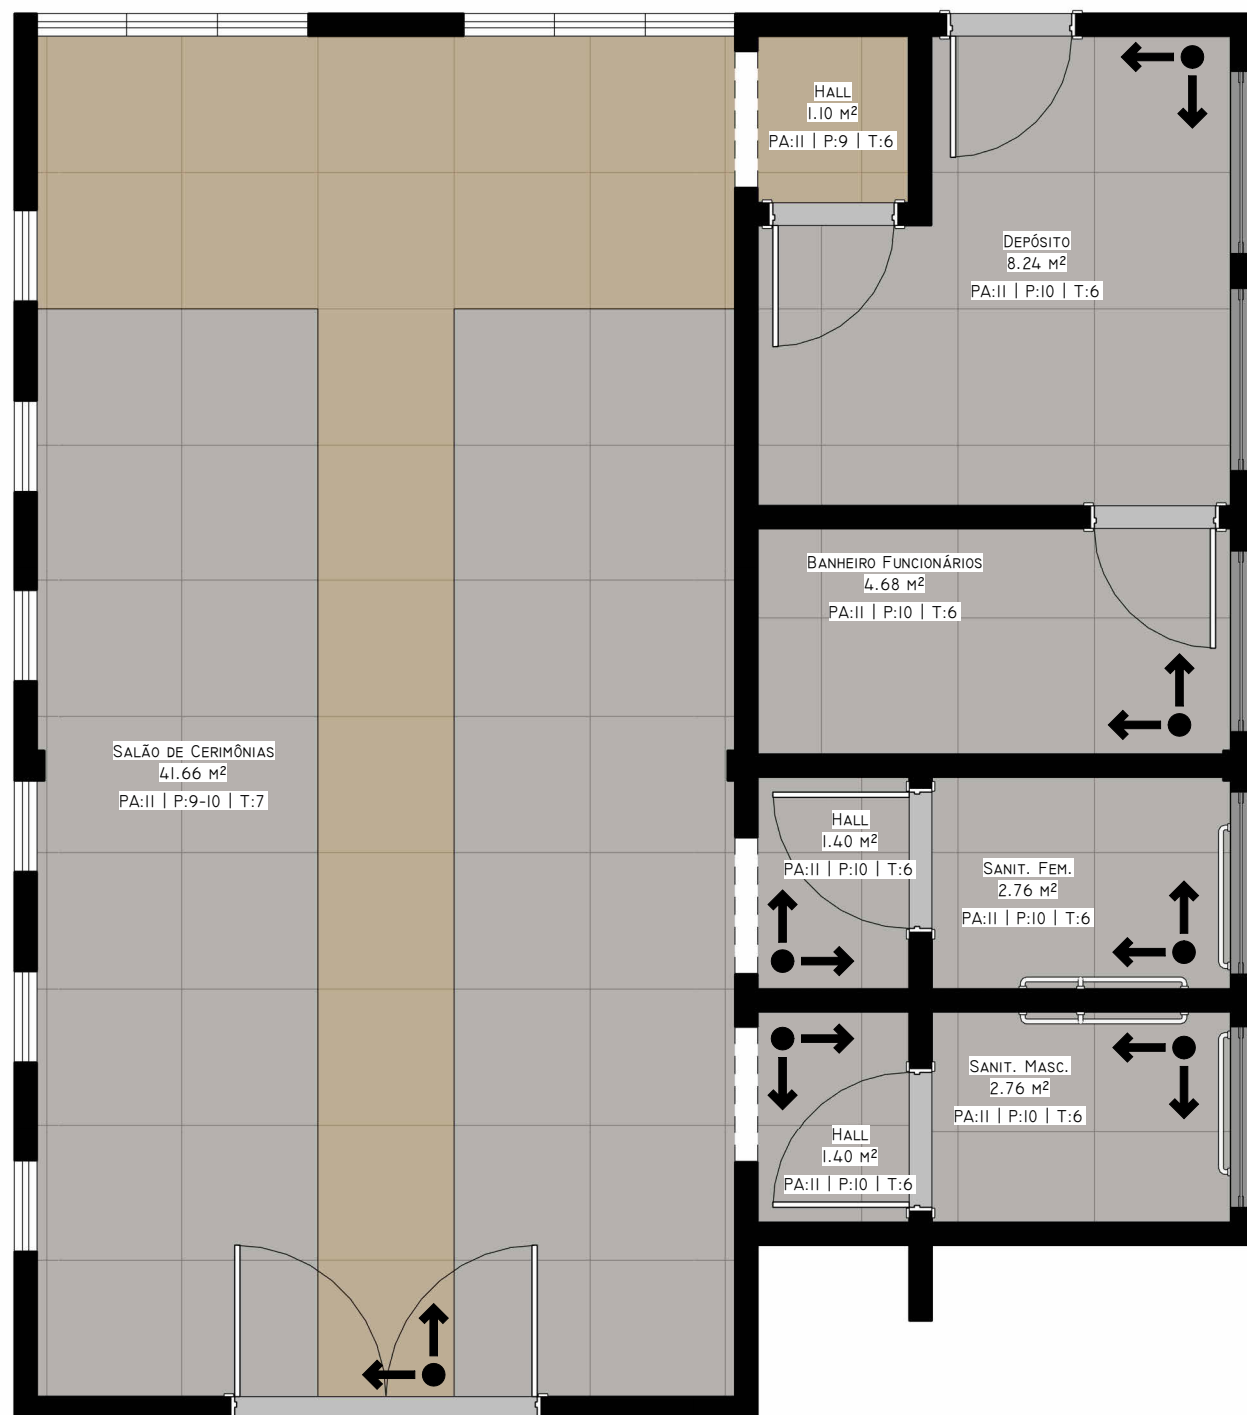 Hall
1.10 m²
PA:11 | P:9 | T:6
Depósito
8.24 m²
PA:11 | P:10 | T:6
Banheiro Funcionários
4.68 m²
PA:11 | P:10 | T:6
Salão de Cerimônias
41.66 m²
PA:11 | P:9-10 | T:7
Hall
1.40 m²
PA:11 | P:10 | T:6
Sanit. Fem.
2.76 m²
PA:11 | P:10 | T:6
Sanit. Masc.
2.76 m²
PA:11 | P:10 | T:6
Hall
1.40 m²
PA:11 | P:10 | T:6